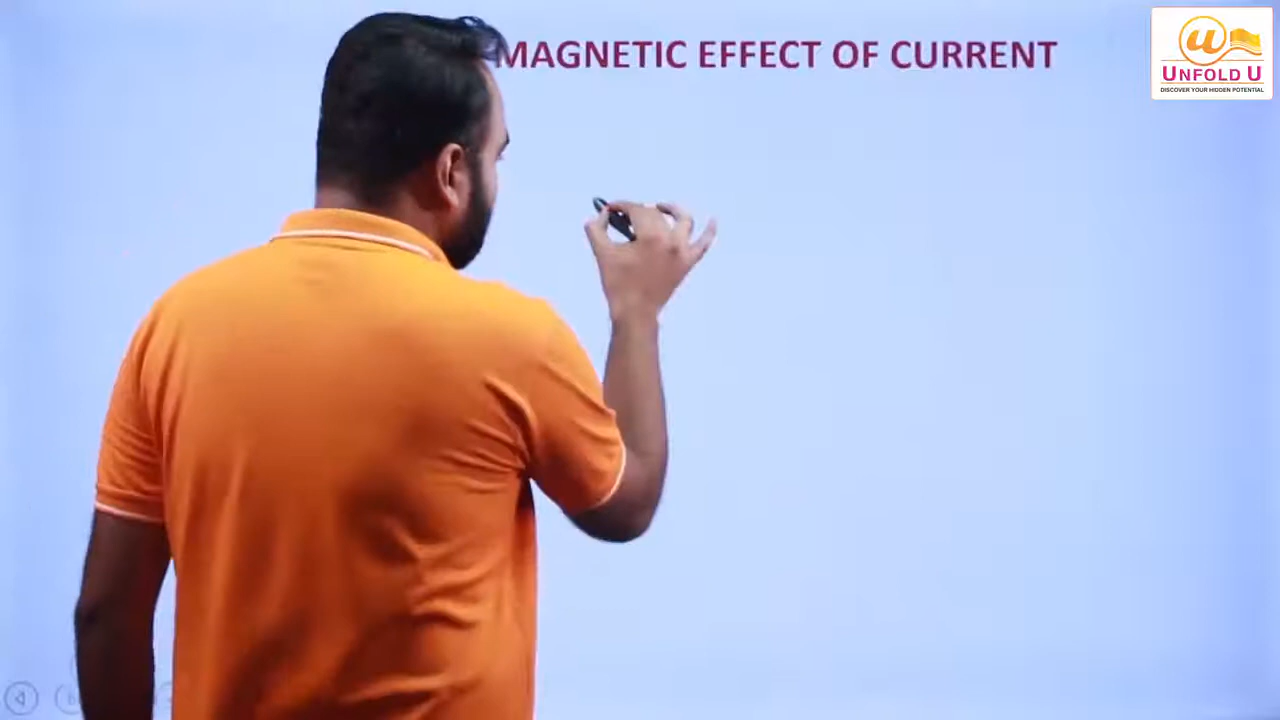 MAGNETIC EFFECT OF CURRENT
UNFOLD U
DISCOVER YOUR HIDDEN POTENTIAL